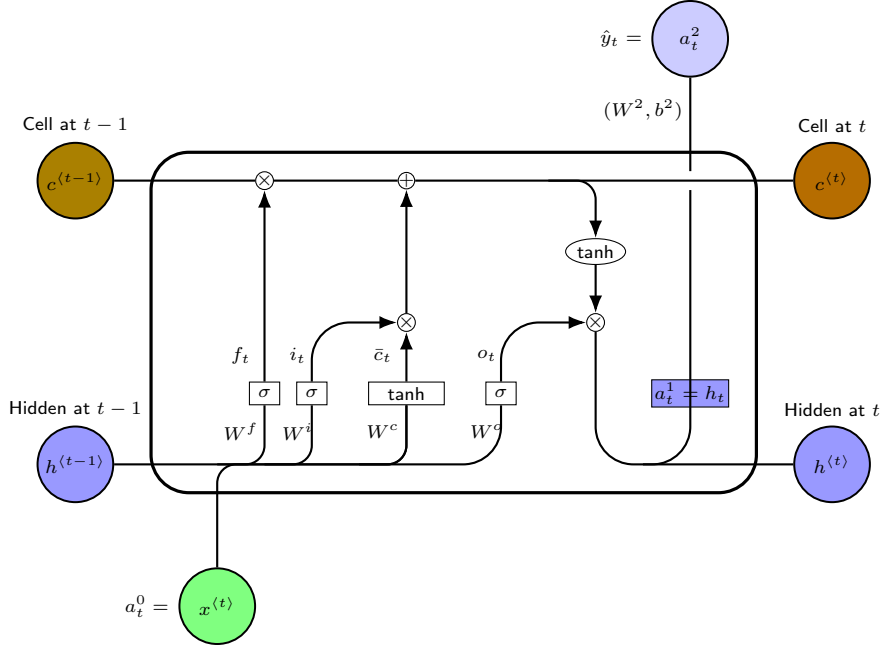 ŷ_t = a_t^2
(W^2, b^2)
Cell at t − 1
Cell at t
c^⟨t−1⟩
×
+
c^⟨t⟩
tanh
×
×
f_t
i_t
c̄_t
o_t
σ
σ
tanh
σ
a_t^1 = h_t
Hidden at t − 1
Hidden at t
W^f
W^i
W^c
W^o
h^⟨t−1⟩
h^⟨t⟩
a_t^0 = x^⟨t⟩